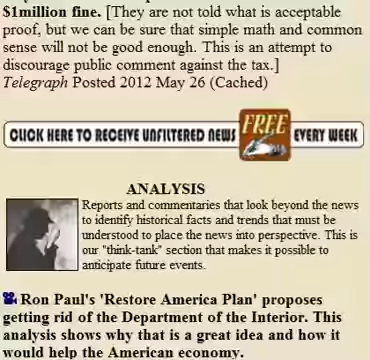 $1million fine. [They are not told what is acceptable
proof, but we can be sure that simple math and common
sense will not be good enough. This is an attempt to
discourage public comment against the tax.]
Telegraph Posted 2012 May 26 (Cached)
CLICK HERE TO RECEIVE UNFILTERED NEWS FREE EVERY WEEK
ANALYSIS
Reports and commentaries that look beyond the news
to identify historical facts and trends that must be
understood to place the news into perspective. This is
our "think-tank" section that makes it possible to
anticipate future events.
Ron Paul's 'Restore America Plan' proposes
getting rid of the Department of the Interior. This
analysis shows why that is a great idea and how it
would help the American economy.